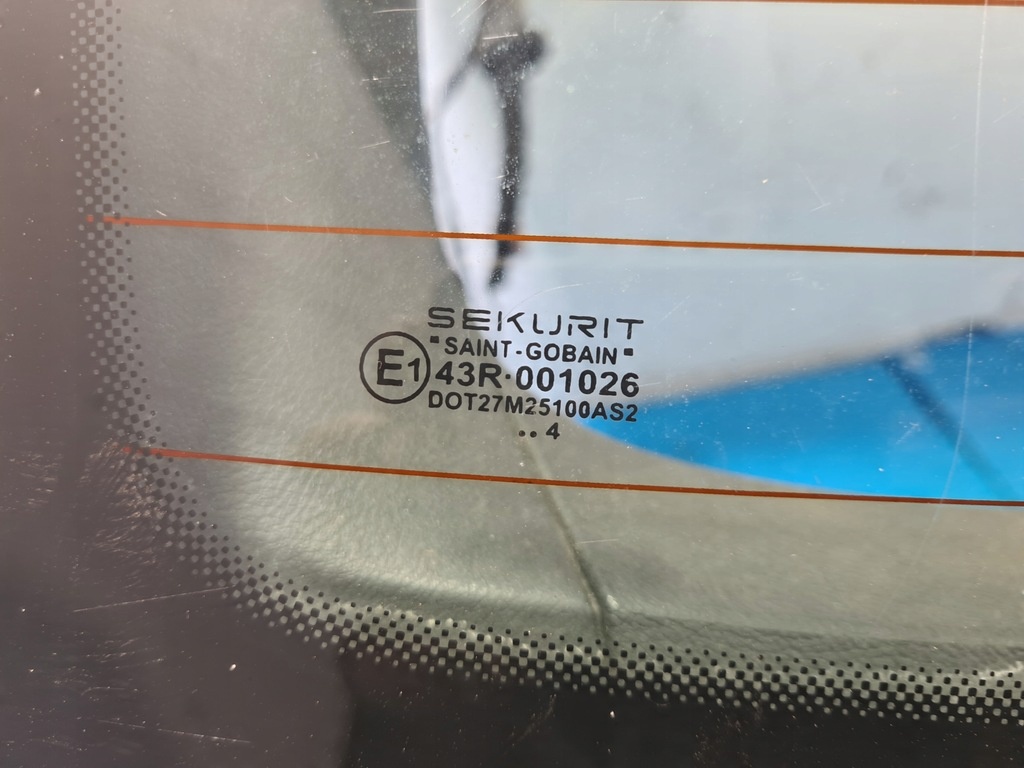 SEKURIT
"SAINT-GOBAIN"
E1 43R·001026
DOT27M25100AS2
..4